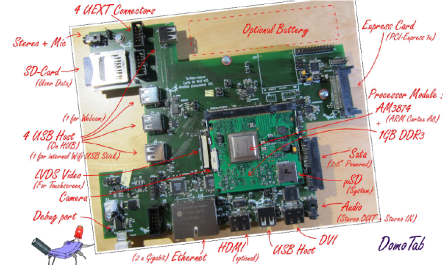 4 UEXT Connectors
Stereo + Mic
Optional Battery
Express Card
(PCI-Express 1x)
SD-Card
(User Data)
Processor Module :
AM3874
(ARM Cortex A8)
1GB DDR3
(1 for Webcam)
4 USB Host
(On HUB)
(1 for internal Wifi USB Stick)
LVDS Video
(For Touchscreen)
Camera
Sata
Powered)
µSD
(System)
Audio
(Stereo OUT + Stereo IN)
Debug port
(2 x Gigabit) Ethernet
HDMI
(optional)
USB Host
DVI
DomoTab